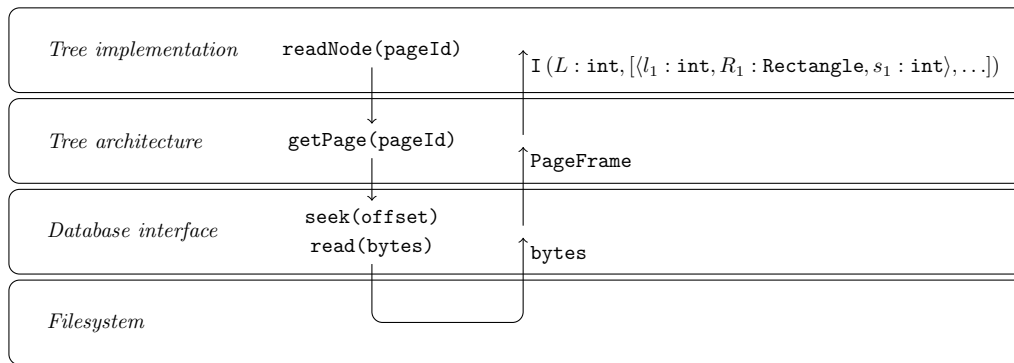 Tree implementation readNode(pageId) I (L : int, [⟨l₁ : int, R₁ : Rectangle, s₁ : int⟩, …])
Tree architecture getPage(pageId) PageFrame
Database interface seek(offset)
read(bytes) bytes
Filesystem